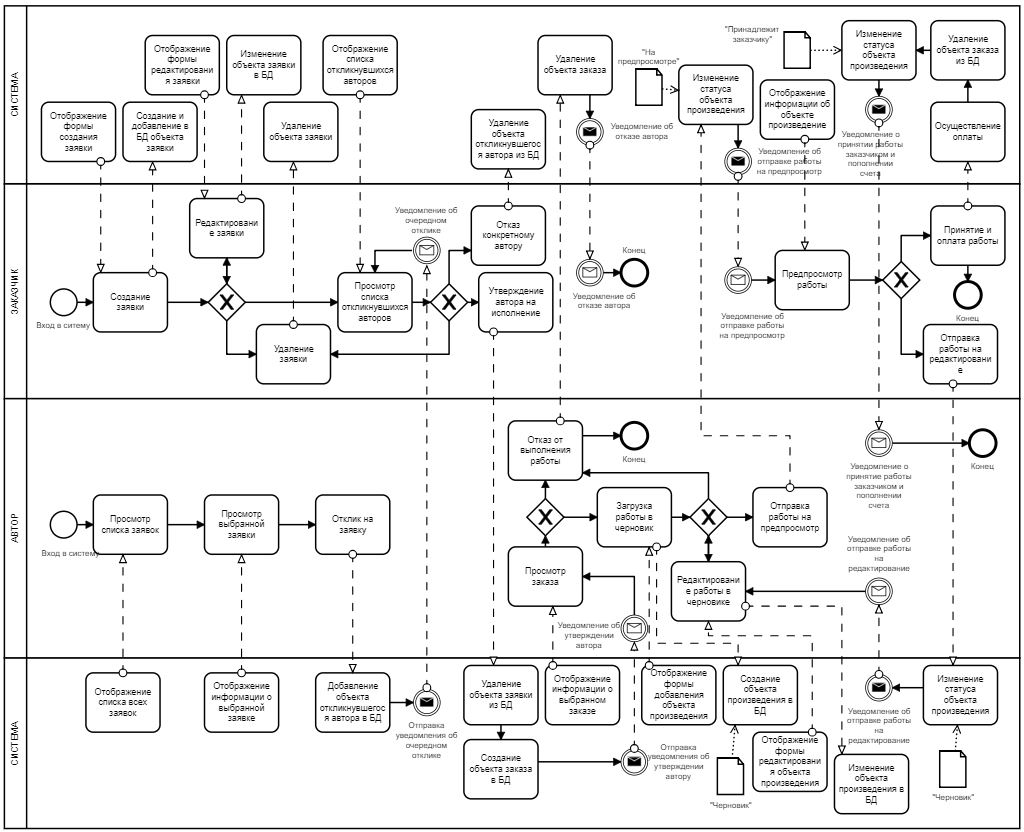 СИСТЕМА
Отображение
формы
создания
заявки
Создание и
добавление в
БД объекта
заявки
Отображение
формы
редактировани
я заявки
Изменение
объекта заявки
в БД
Удаление
объекта заявки
Отображение
списка
откликнувшихся
авторов
Удаление
объекта
откликнувшегос
я автора из БД
Удаление
объекта заказа
Уведомление об
отказе автора
"На
предпросмотре"
Изменение
статуса
объекта
произведения
Уведомление об
отправке работы
на предпросмотр
Отображение
информации об
объекте
произведение
"Принадлежит
заказчику"
Изменение
статуса
объекта
произведения
Уведомление о
принятии работы
заказчиком и
пополнении
счета
Удаление
объекта заказа
из БД
Осуществление
оплаты
ЗАКАЗЧИК
Вход в ситему
Создание
заявки
Редактировани
е заявки
Удаление
заявки
Просмотр
списка
откликнувшихся
авторов
Уведомление об
очередном
отклике
Отказ
конкретному
автору
Утверждение
автора на
исполнение
Уведомление об
отказе автора
Конец
Уведомление об
отправке работы
на предпросмотр
Предпросмотр
работы
Принятие и
оплата работы
Конец
Отправка
работы на
редактировани
е
АВТОР
Вход в систему
Просмотр
списка заявок
Просмотр
выбранной
заявки
Отклик на
заявку
Отказ от
выполнения
работы
Конец
Просмотр
заказа
Уведомление об
утверждении
автора
Загрузка
работы в
черновик
Редактировани
е работы в
черновике
Отправка
работы на
предпросмотр
Уведомление о
принятие работы
заказчиком и
пополнении
счета
Конец
Уведомление об
отправке работы
на
редактирование
СИСТЕМА
Отображение
списка всех
заявок
Отображение
информации о
выбранной
заявке
Добавление
объекта
откликнувшегос
я автора в БД
Отправка
уведомления об
очередном
отклике
Удаление
объекта заявки
из БД
Создание
объекта заказа
в БД
Отображение
информации о
выбранном
заказе
Отправка
уведомления об
утверждении
автору
Отображение
формы
добавления
объекта
произведения
Создание
объекта
произведения в
БД
"Черновик"
Отображение
формы
редактировани
я объекта
произведения
Изменение
объекта
произведения в
БД
Уведомление об
отправке работы
на
редактирование
Изменение
статуса
объекта
произведения
"Черновик"